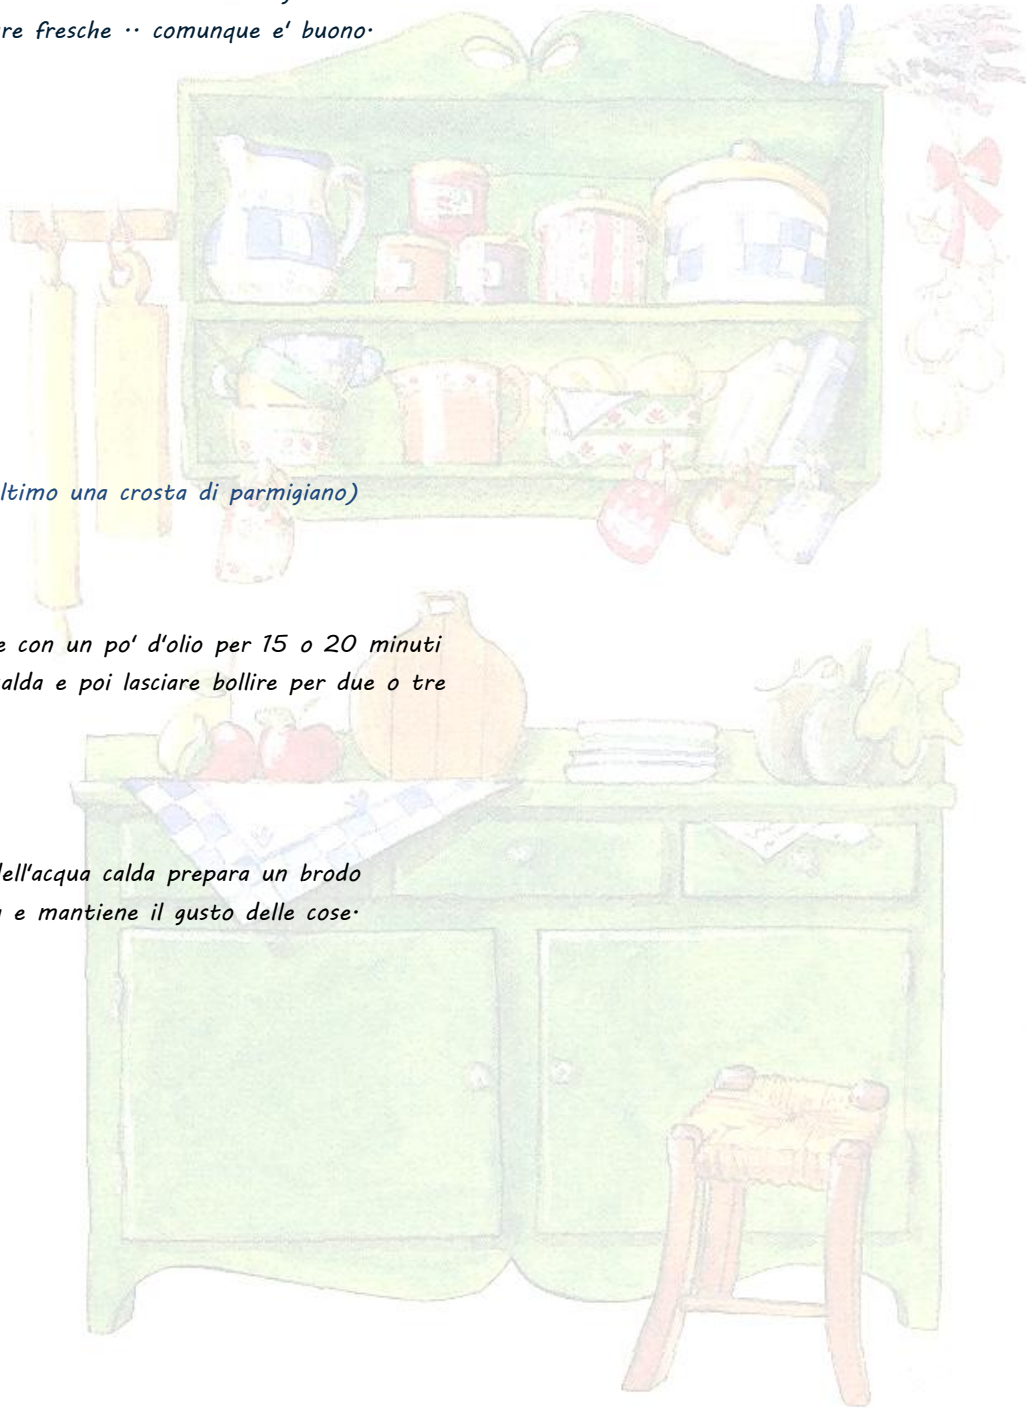 re fresche .. comunque e' buono.
ltimo una crosta di parmigiano)
e con un po' d'olio per 15 o 20 minuti
alda e poi lasciare bollire per due o tre
dell'acqua calda prepara un brodo
e mantiene il gusto delle cose.